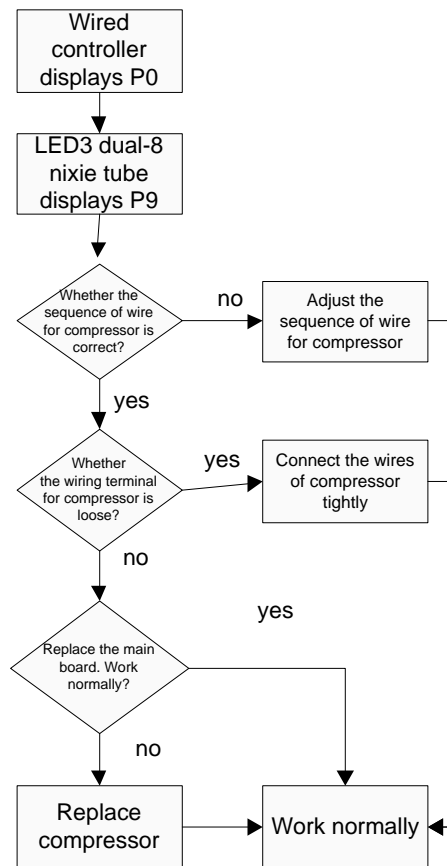 Wired
controller
displays P0
LED3 dual-8
nixie tube
displays P9
Whether the
sequence of wire
for compressor is
correct?
no
Adjust the
sequence of wire
for compressor
yes
Whether
the wiring terminal
for compressor is
loose?
yes
Connect the wires
of compressor
tightly
no
yes
Replace the main
board. Work
normally?
no
Replace
compressor
Work normally